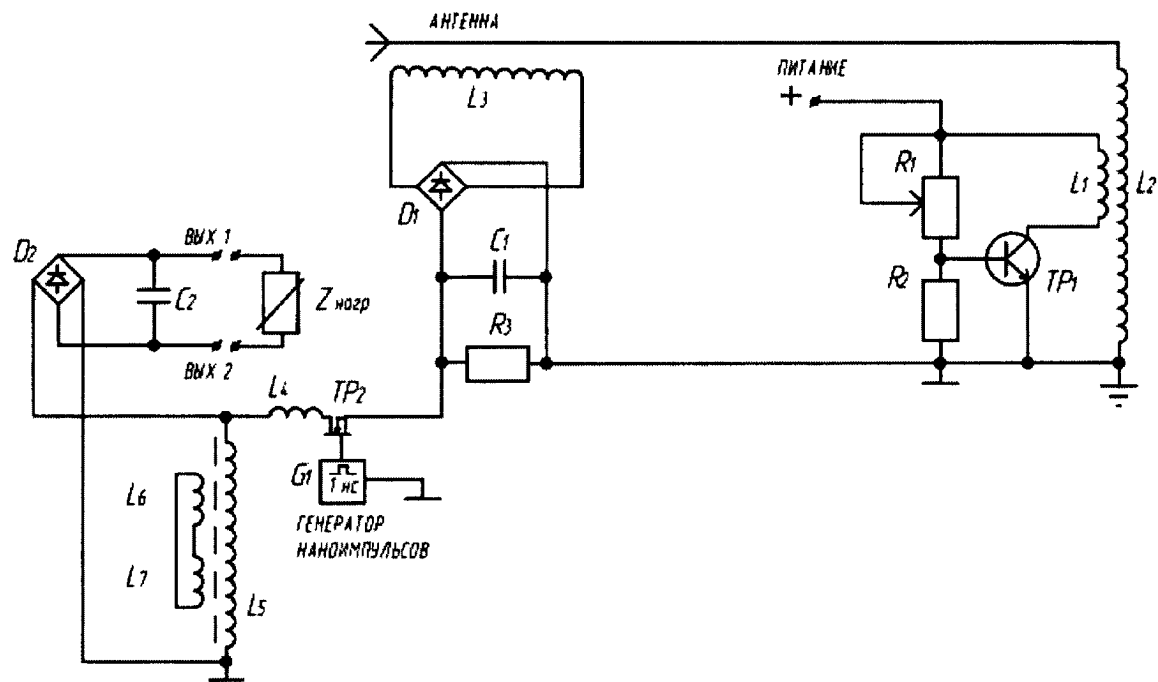 АНТЕННА
ПИТАНИЕ
+
L3
R1
L1
L2
D1
ВЫХ 1
D2
C1
C2
Z нагр
R2
TP1
R3
ВЫХ 2
L4
TP2
G1
1 нс
L6
ГЕНЕРАТОР
НАНОИМПУЛЬСОВ
L7
L5